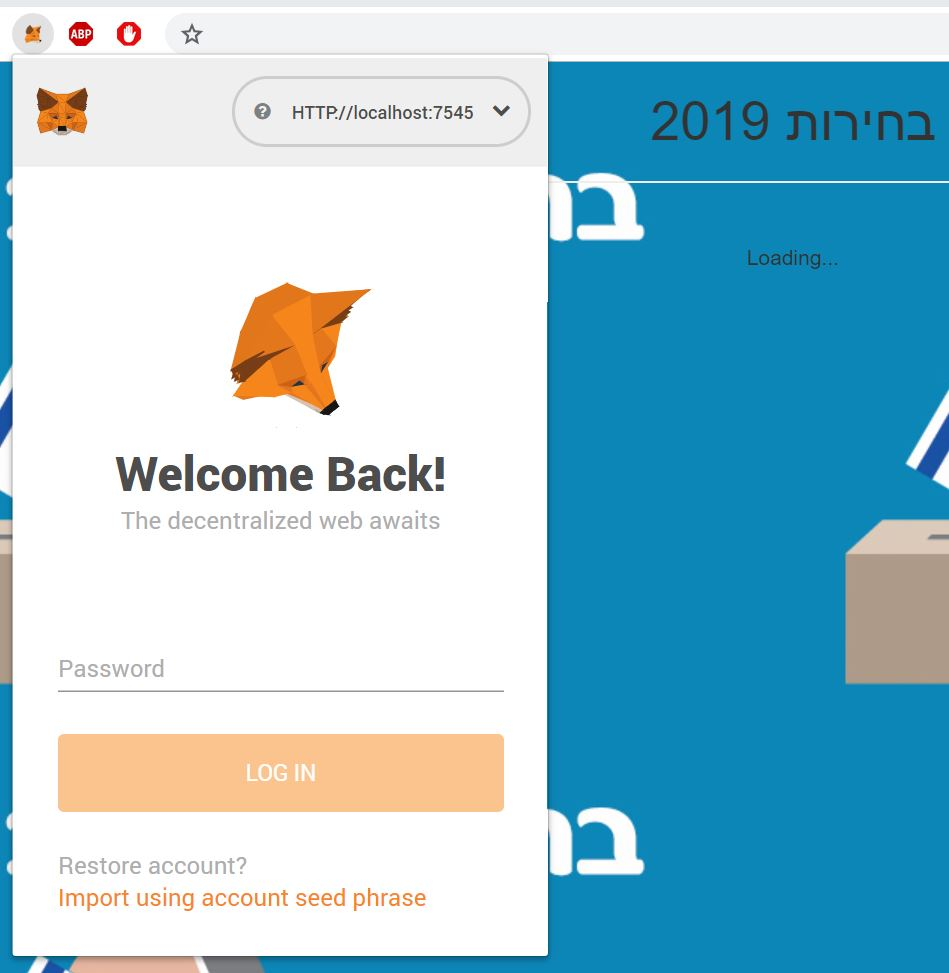 ABP
HTTP://localhost:7545
בחירות 2019
Loading...
Welcome Back!
The decentralized web awaits
Password
LOG IN
Restore account?
Import using account seed phrase